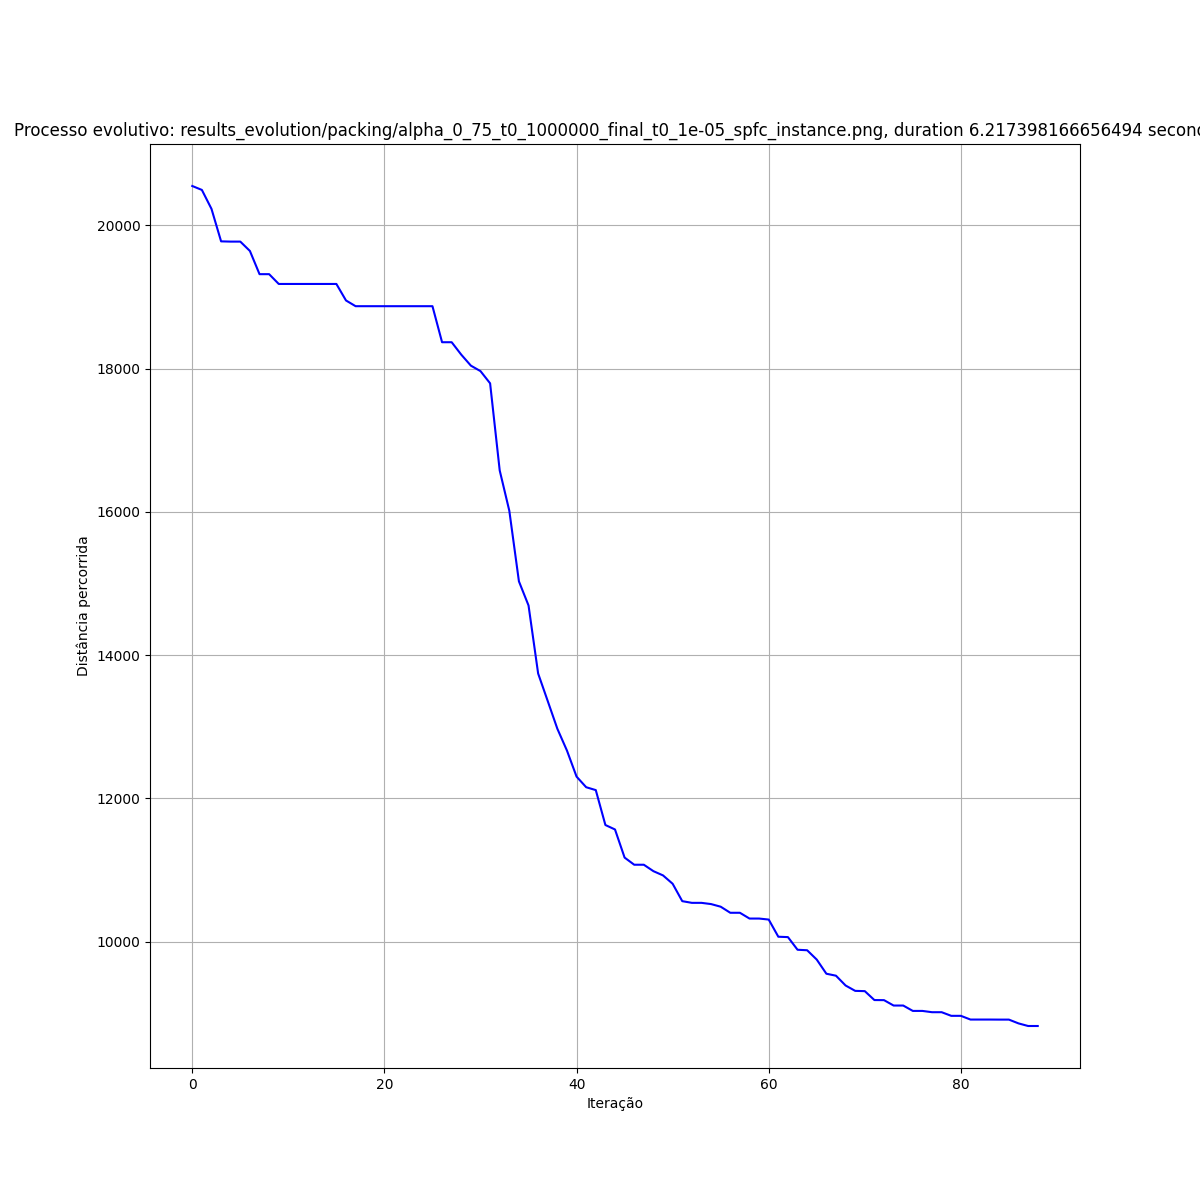 Processo evolutivo: results_evolution/packing/alpha_0_75_t0_1000000_final_t0_1e-05_spfc_instance.png, duration 6.217398166656494 secon
20000
18000
16000
14000
12000
10000
Distância percorrida
0 20 40 60 80
Iteração